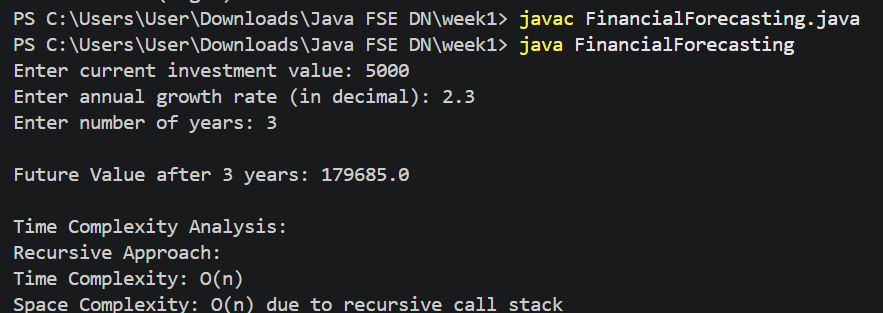 PS C:\Users\User\Downloads\Java FSE DN\week1> javac FinancialForecasting.java
PS C:\Users\User\Downloads\Java FSE DN\week1> java FinancialForecasting
Enter current investment value: 5000
Enter annual growth rate (in decimal): 2.3
Enter number of years: 3
Future Value after 3 years: 179685.0
Time Complexity Analysis:
Recursive Approach:
Time Complexity: O(n)
Space Complexity: O(n) due to recursive call stack